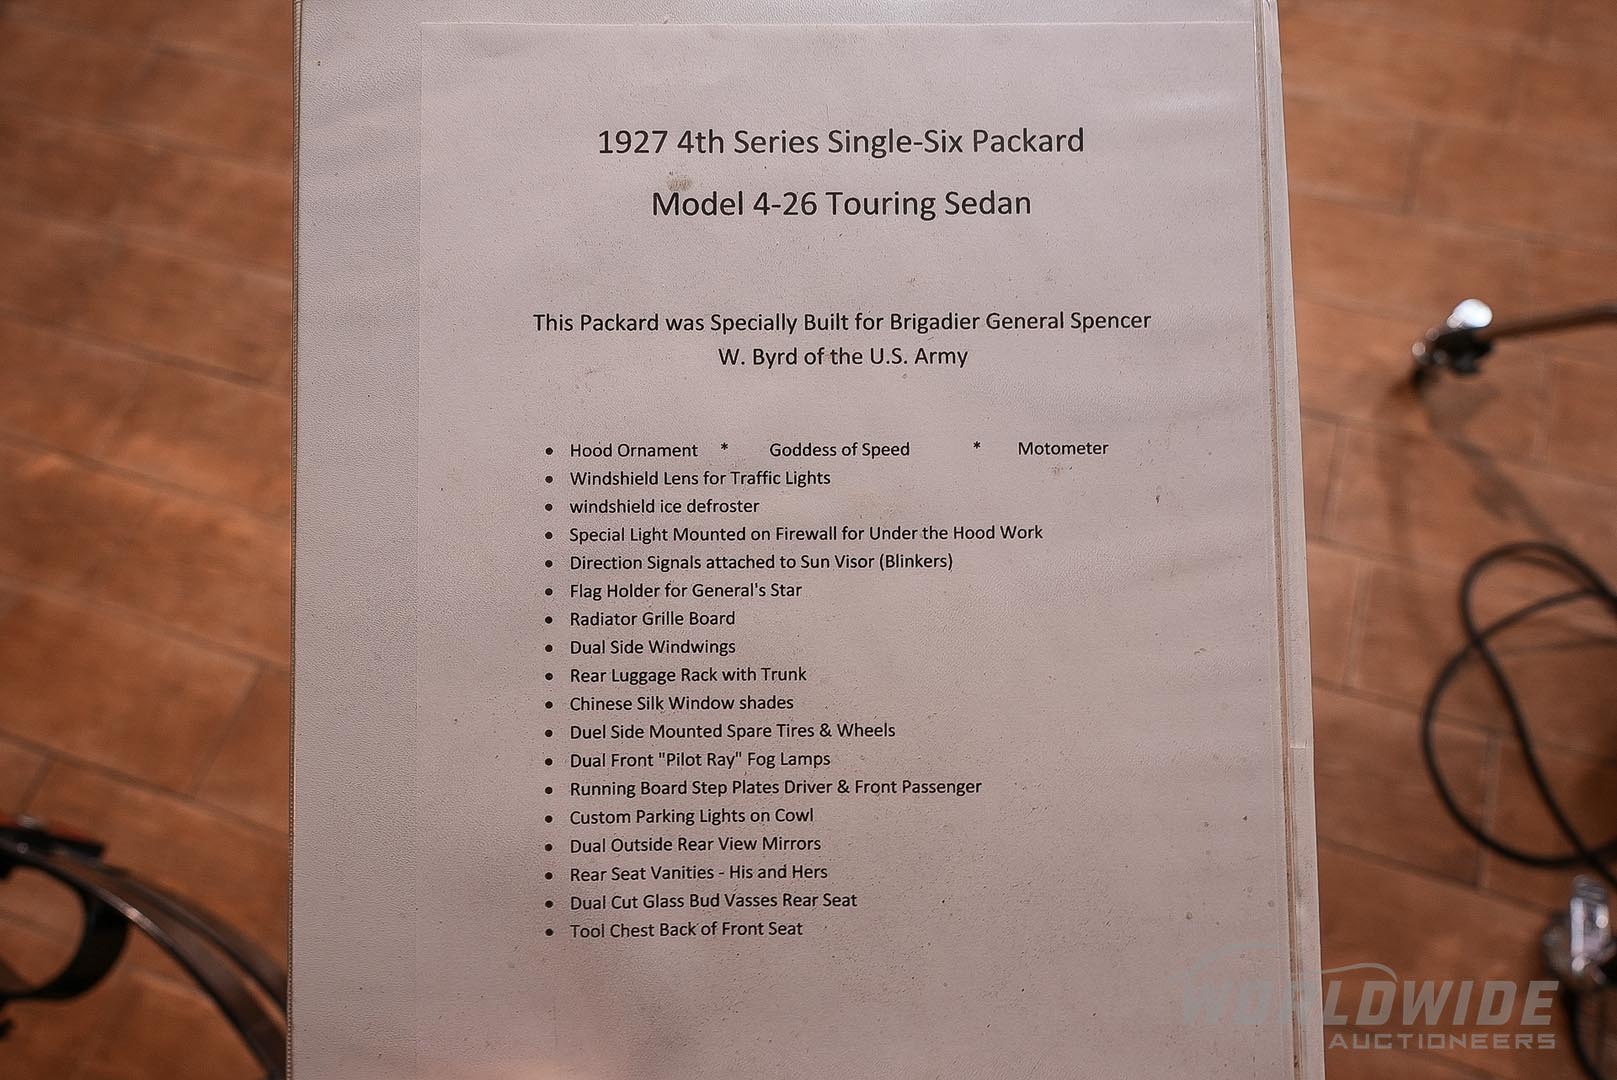 1927 4th Series Single-Six Packard
Model 4-26 Touring Sedan
This Packard was Specially Built for Brigadier General Spencer
W. Byrd of the U.S. Army
• Hood Ornament * Goddess of Speed * Motometer
• Windshield Lens for Traffic Lights
• windshield ice defroster
• Special Light Mounted on Firewall for Under the Hood Work
• Direction Signals attached to Sun Visor (Blinkers)
• Flag Holder for General's Star
• Radiator Grille Board
• Dual Side Windwings
• Rear Luggage Rack with Trunk
• Chinese Silk Window shades
• Duel Side Mounted Spare Tires & Wheels
• Dual Front "Pilot Ray" Fog Lamps
• Running Board Step Plates Driver & Front Passenger
• Custom Parking Lights on Cowl
• Dual Outside Rear View Mirrors
• Rear Seat Vanities - His and Hers
• Dual Cut Glass Bud Vasses Rear Seat
• Tool Chest Back of Front Seat
WORLDWIDE
AUCTIONEERS